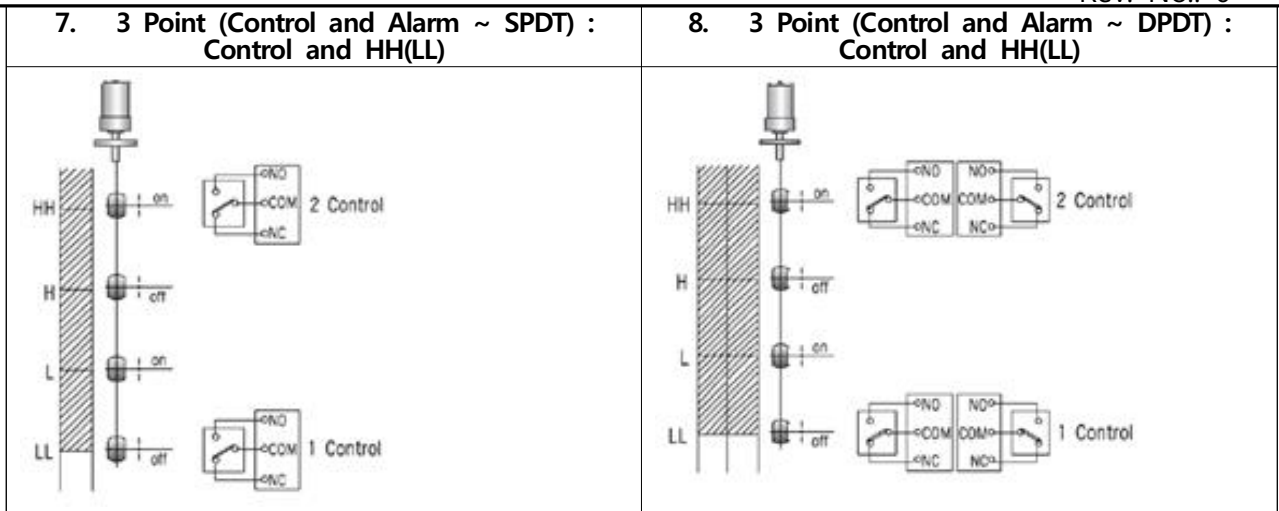 7. 3 Point (Control and Alarm ~ SPDT) :
Control and HH(LL)
8. 3 Point (Control and Alarm ~ DPDT) :
Control and HH(LL)
HH
H
L
LL
on
off
on
off
NO
COM
NC
2 Control
NO
COM
NC
1 Control
HH
H
L
LL
on
off
on
off
NO NO
COM COM
NC NC
2 Control
NO NO
COM COM
NC NC
1 Control